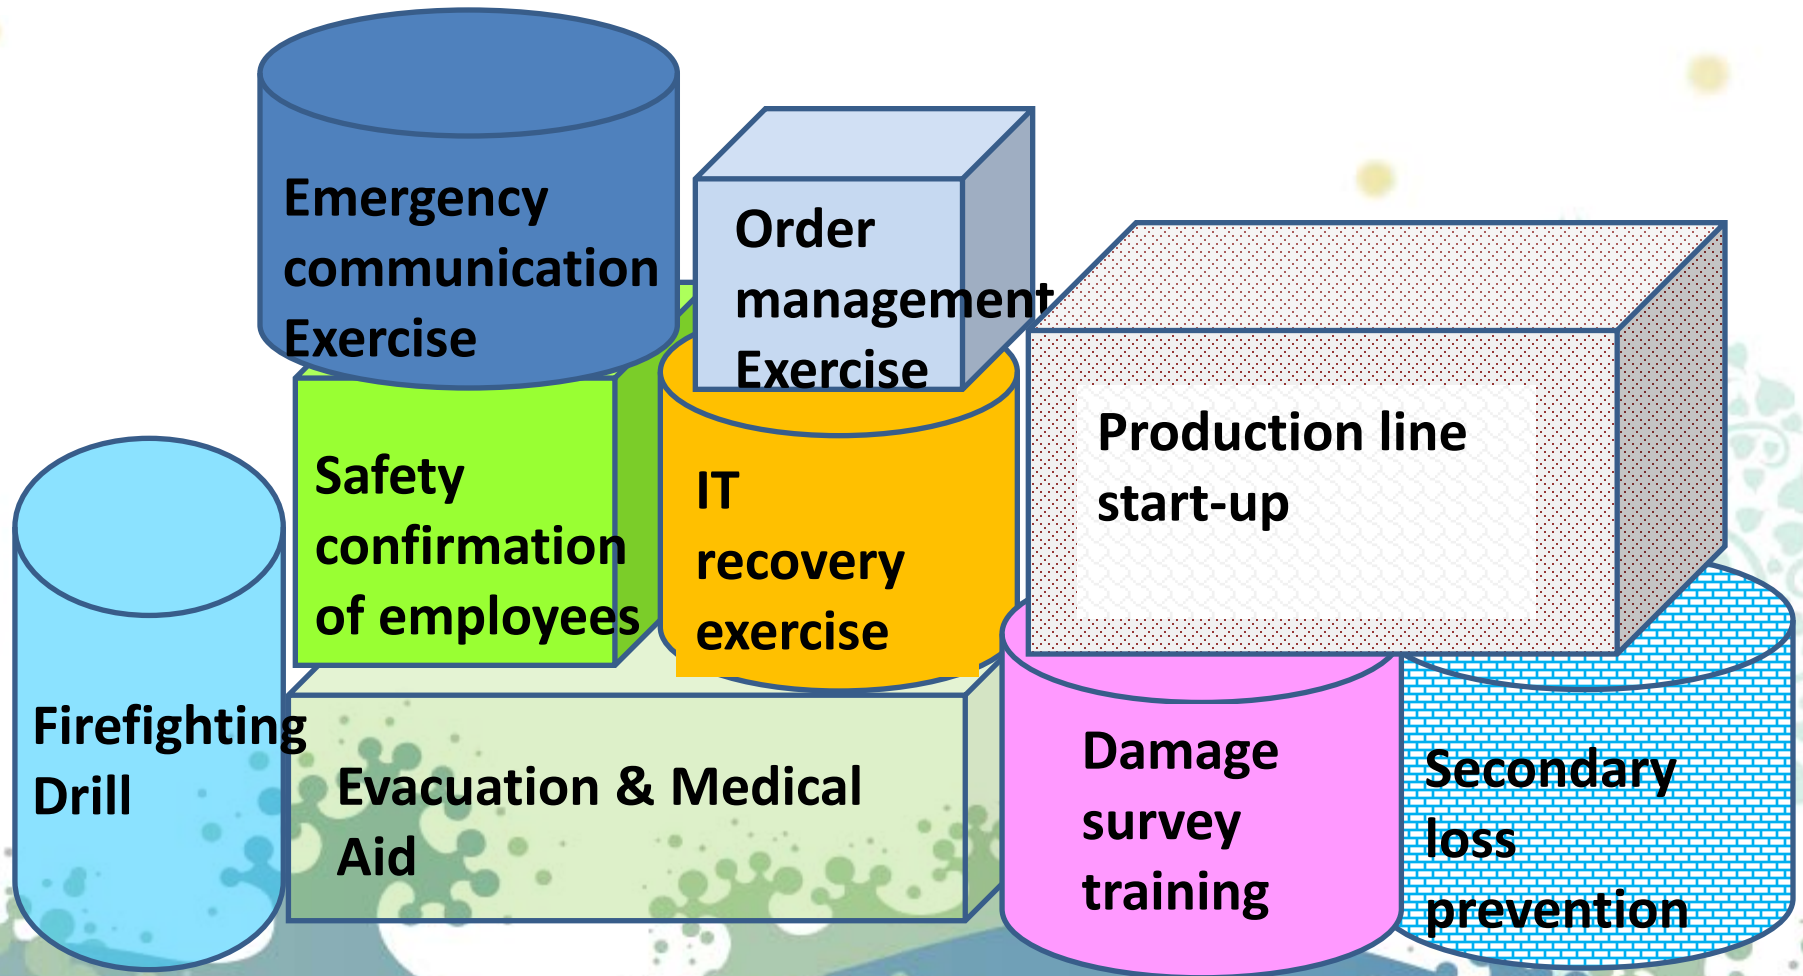 Emergency
communication
Exercise
Order
management
Exercise
Production line
start-up
Safety
confirmation
of employees
IT
recovery
exercise
Firefighting
Drill
Evacuation & Medical
Aid
Damage
survey
training
Secondary
loss
prevention